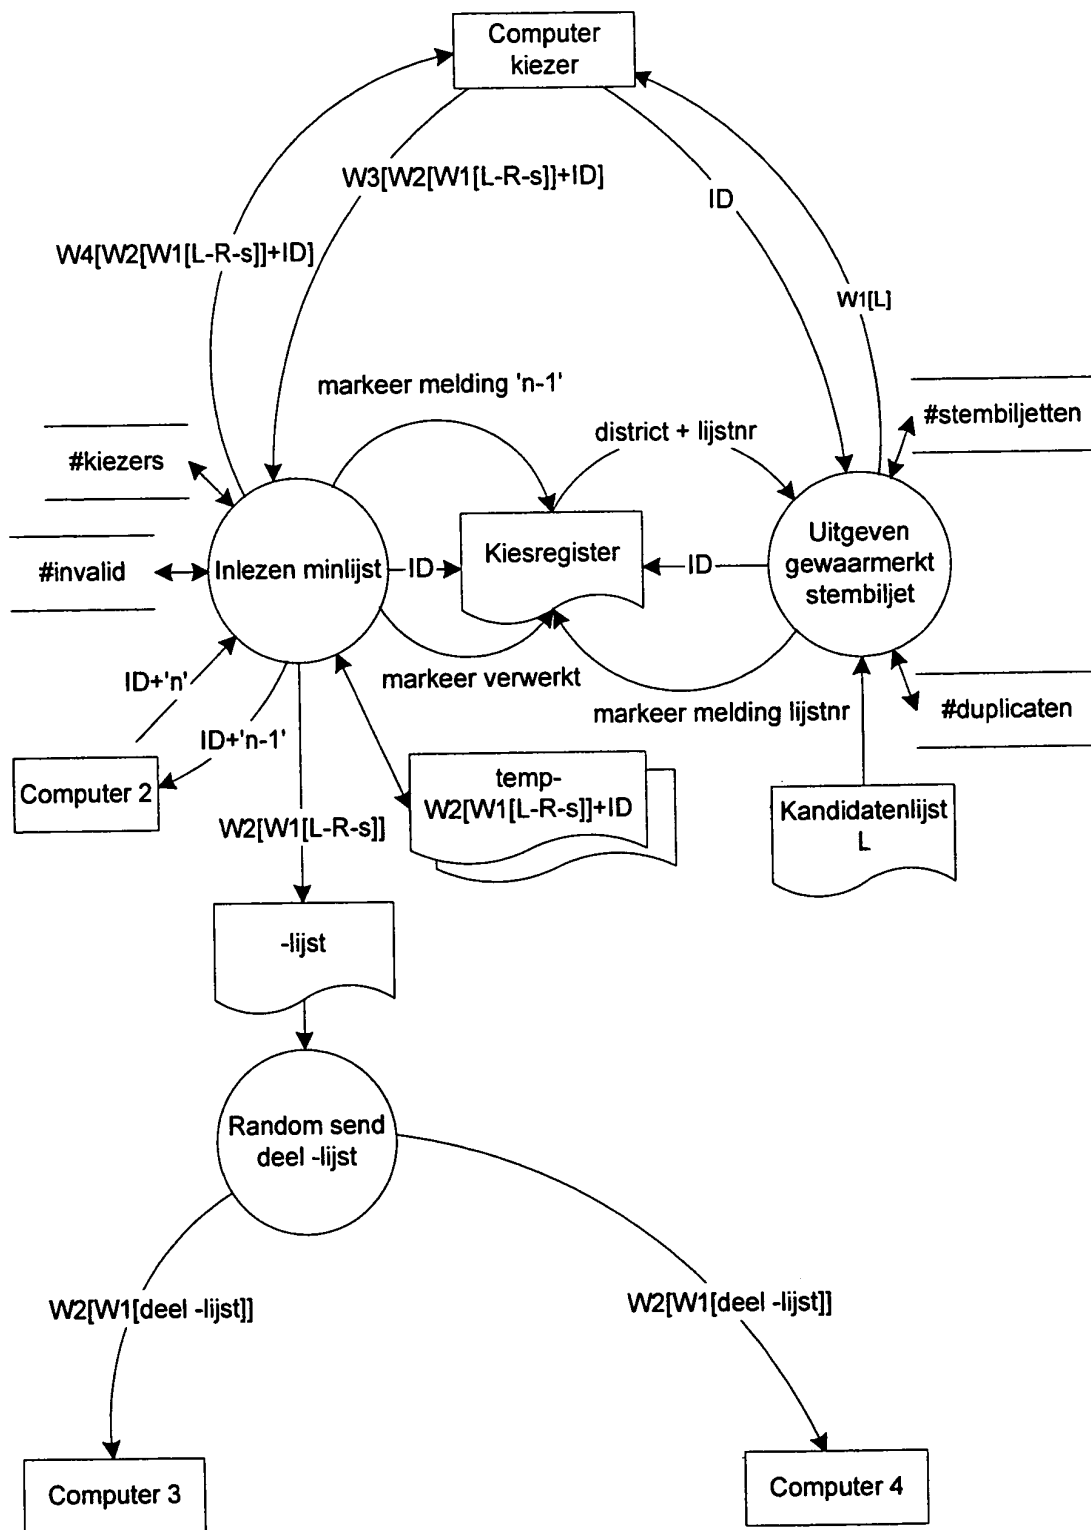 Computer
kiezer
W3[W2[W1[L-R-s]]+ID]
ID
W4[W2[W1[L-R-s]]+ID]
W1[L]
markeer melding 'n-1'
district + lijstnr
#stembiljetten
#kiezers
#invalid
Inlezen minlijst
ID
Kiesregister
ID
Uitgeven
gewaarmerkt
stembiljet
ID+'n'
markeer verwerkt
markeer melding lijstnr
#duplicaten
ID+'n-1'
Computer 2
temp-
W2[W1[L-R-s]]+ID
Kandidatenlijst
L
W2[W1[L-R-s]]
-lijst
Random send
deel -lijst
W2[W1[deel -lijst]]
W2[W1[deel -lijst]]
Computer 3
Computer 4